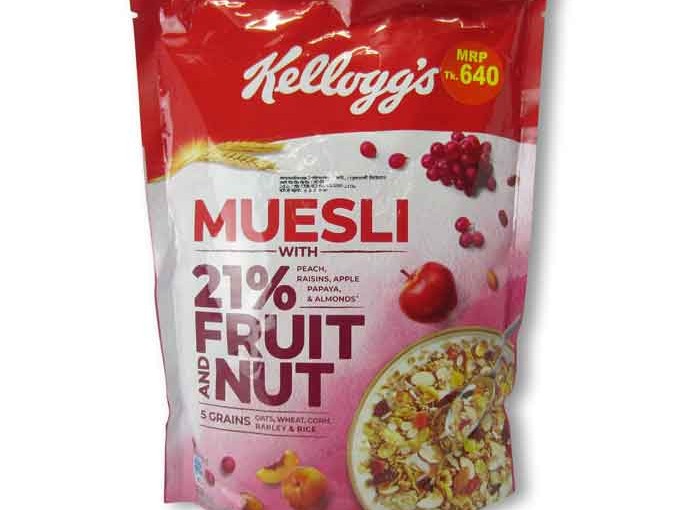 Kellogg's
MRP
Tk. 640
MUESLI
WITH
21%
PEACH,
RAISINS, APPLE
PAPAYA,
& ALMONDS*
FRUIT
AND NUT
5 GRAINS
OATS, WHEAT, CORN,
BARLEY & RICE